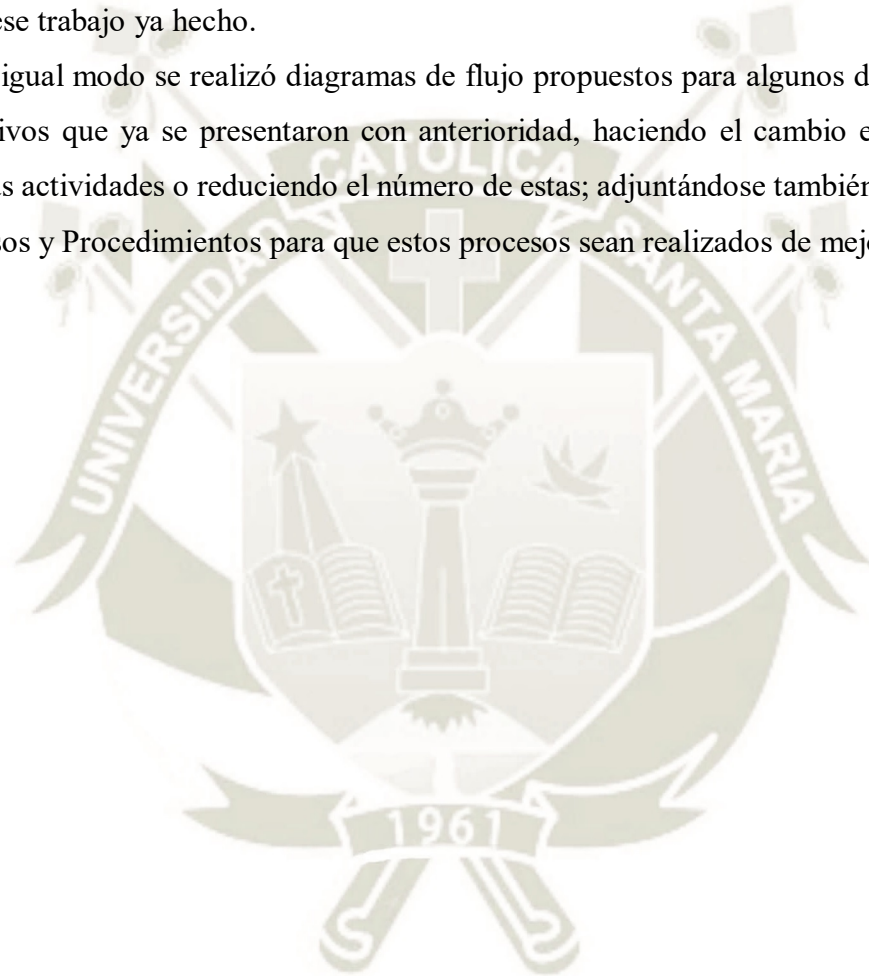 ese trabajo ya hecho.
igual modo se realizó diagramas de flujo propuestos para algunos d
ivos que ya se presentaron con anterioridad, haciendo el cambio e
us actividades o reduciendo el número de estas; adjuntándose también
sos y Procedimientos para que estos procesos sean realizados de mejo
UNIVERSIDAD CATOLICA SANTA MARIA
1961